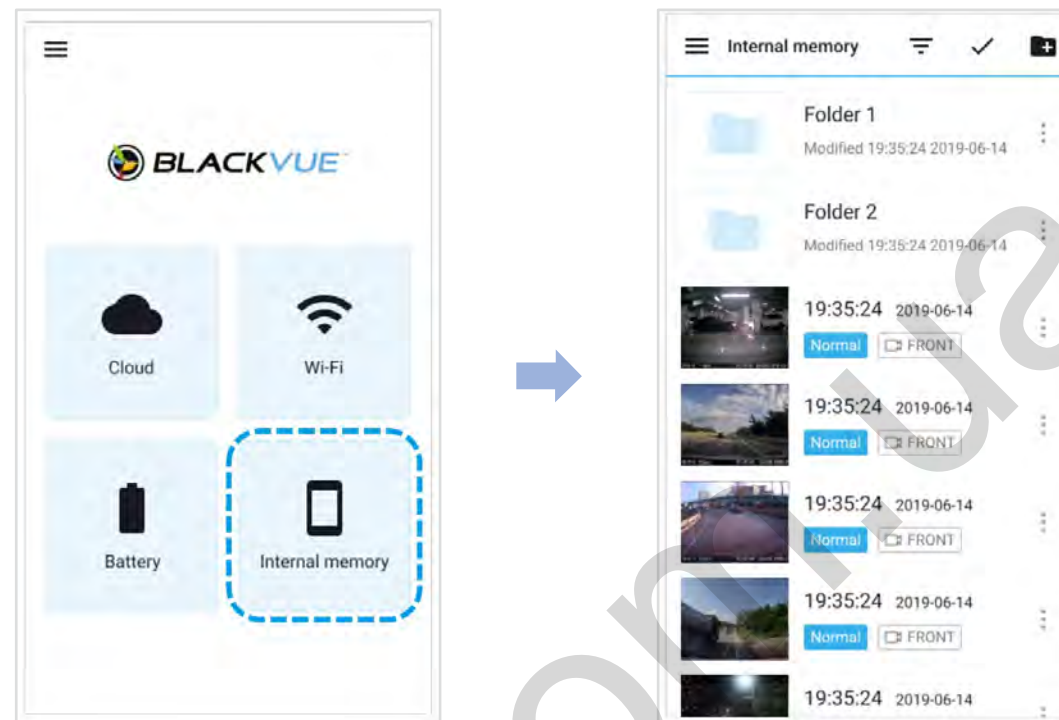 BLACKVUE
Cloud
Wi-Fi
Battery
Internal memory
Internal memory
Folder 1
Modified 19:35:24 2019-06-14
Folder 2
Modified 19:35:24 2019-06-14
19:35:24 2019-06-14
Normal FRONT
19:35:24 2019-06-14
Normal FRONT
19:35:24 2019-06-14
Normal FRONT
19:35:24 2019-06-14
Normal FRONT
19:35:24 2019-06-14
om.ua